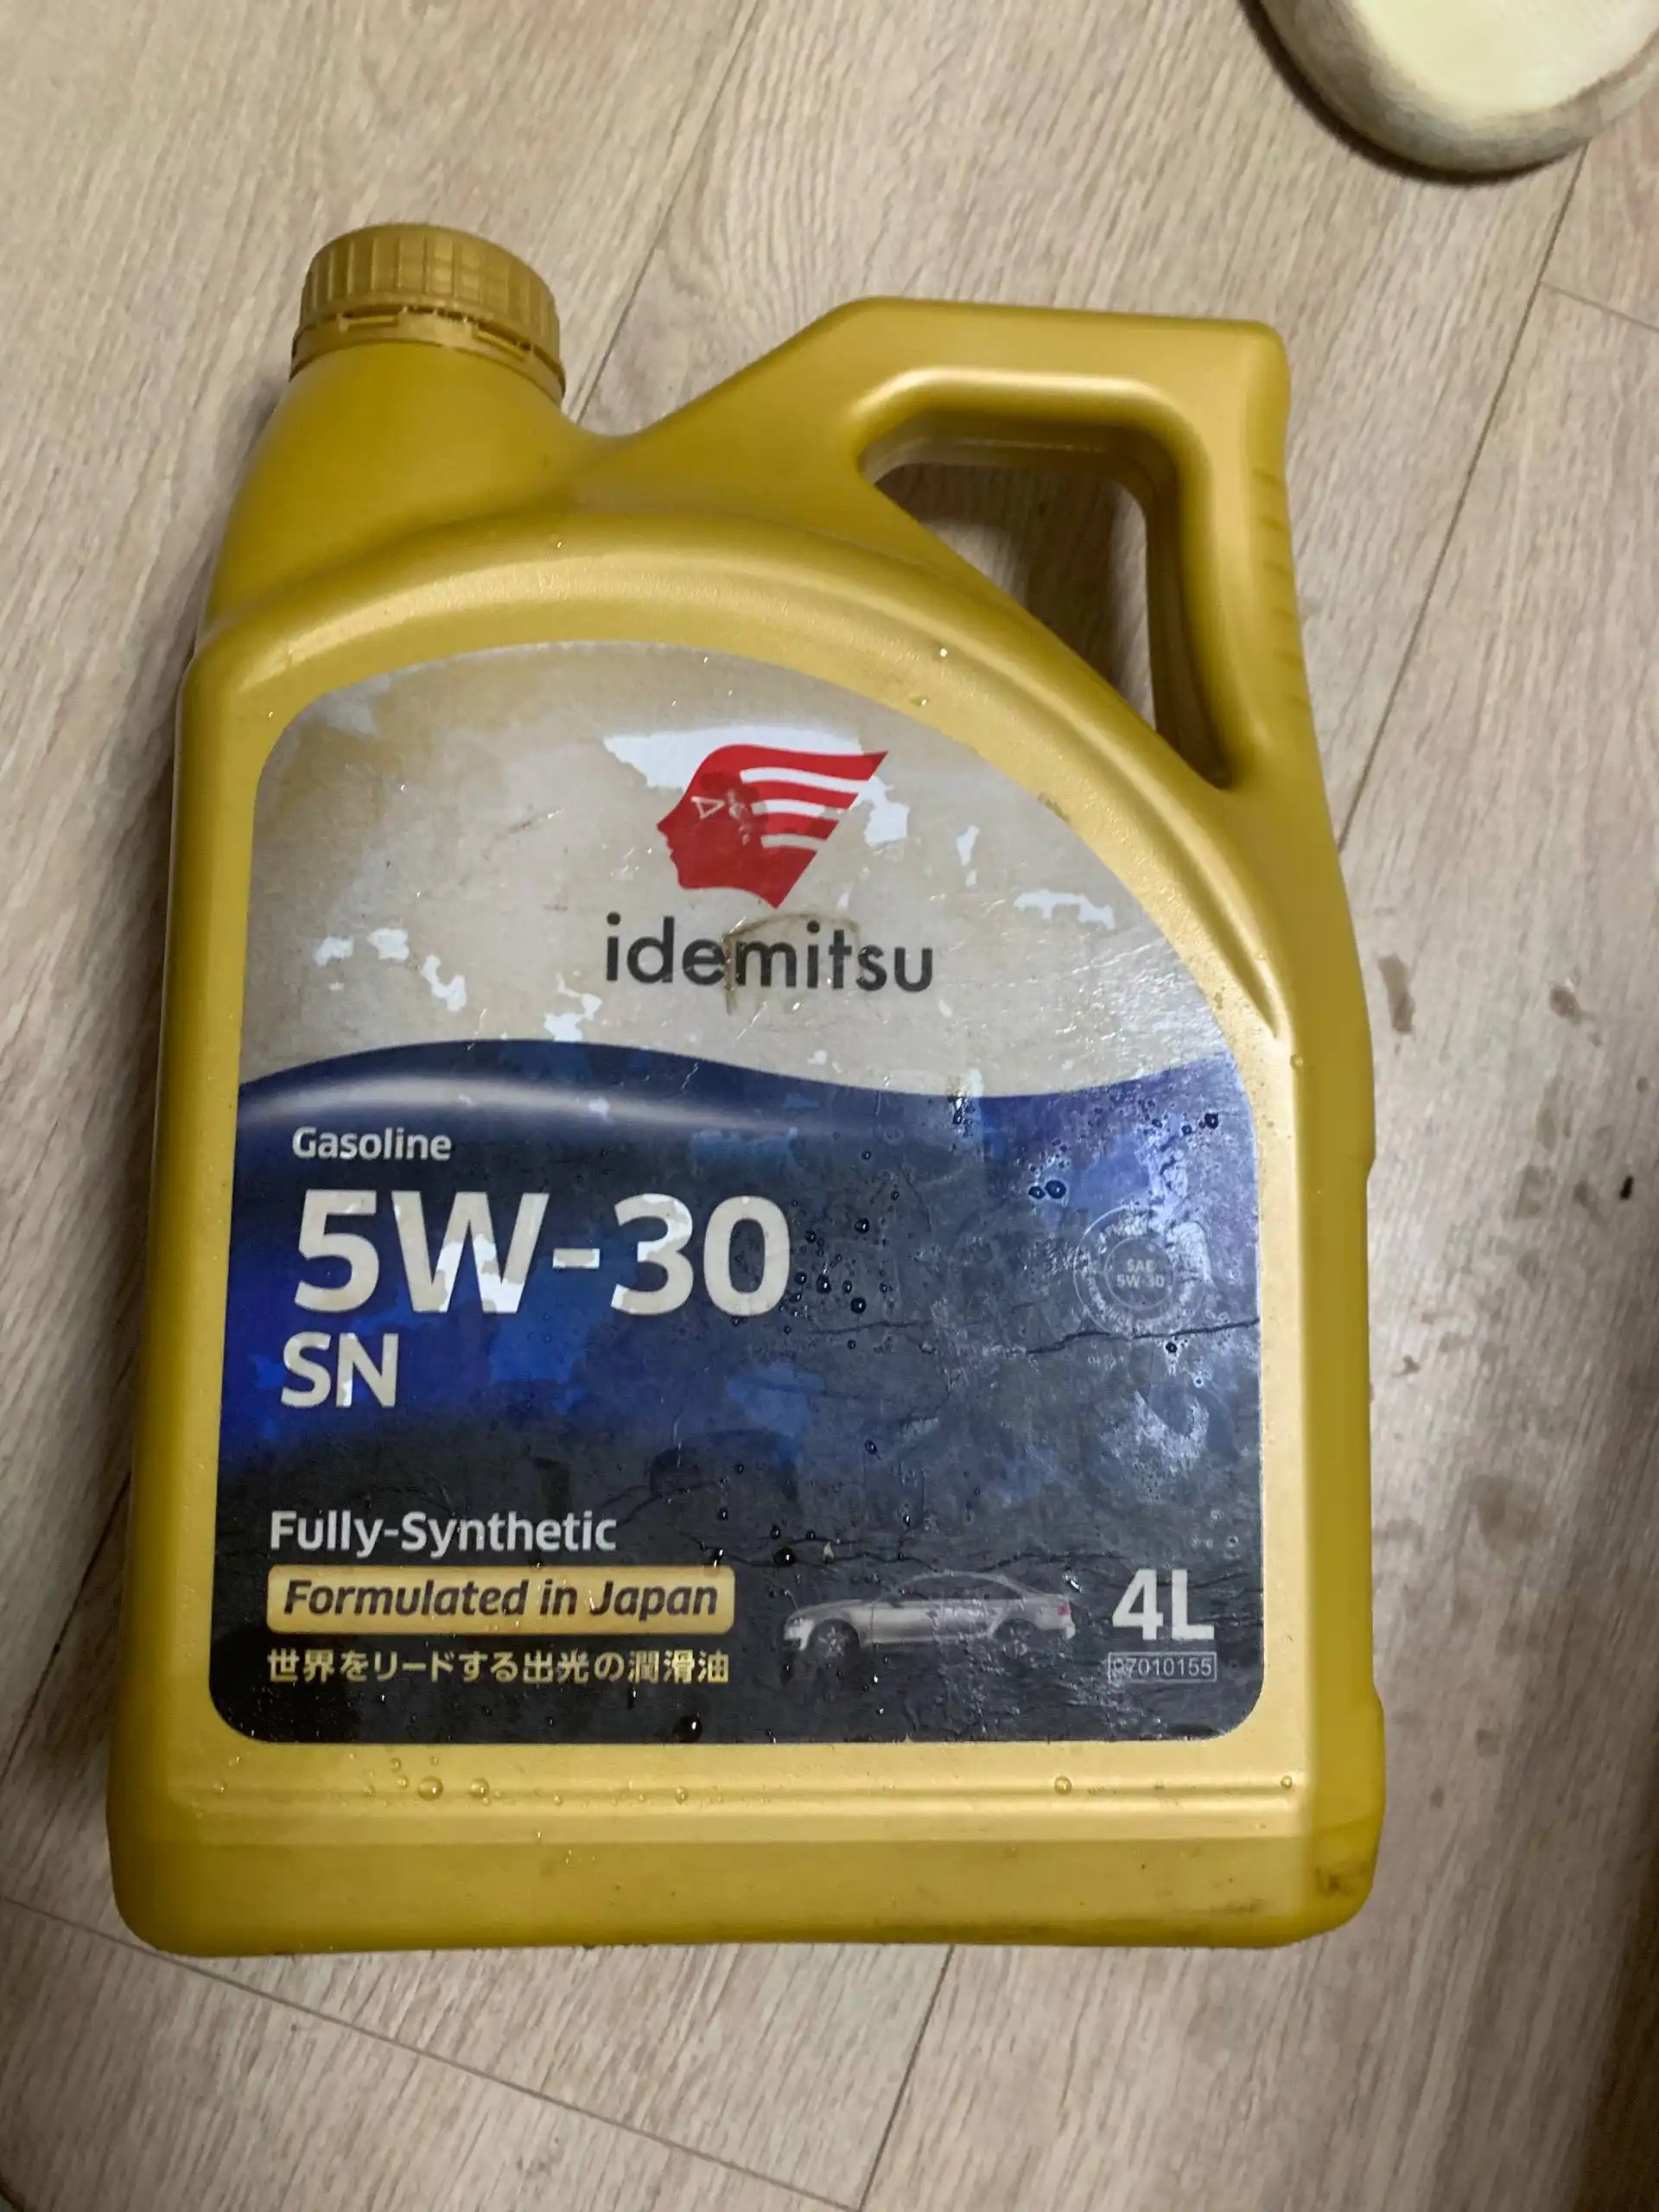 idemitsu
Gasoline
5W-30
SN
SAE
5W-30
Fully-Synthetic
Formulated in Japan
世界をリードする出光の潤滑油
4L
97010155